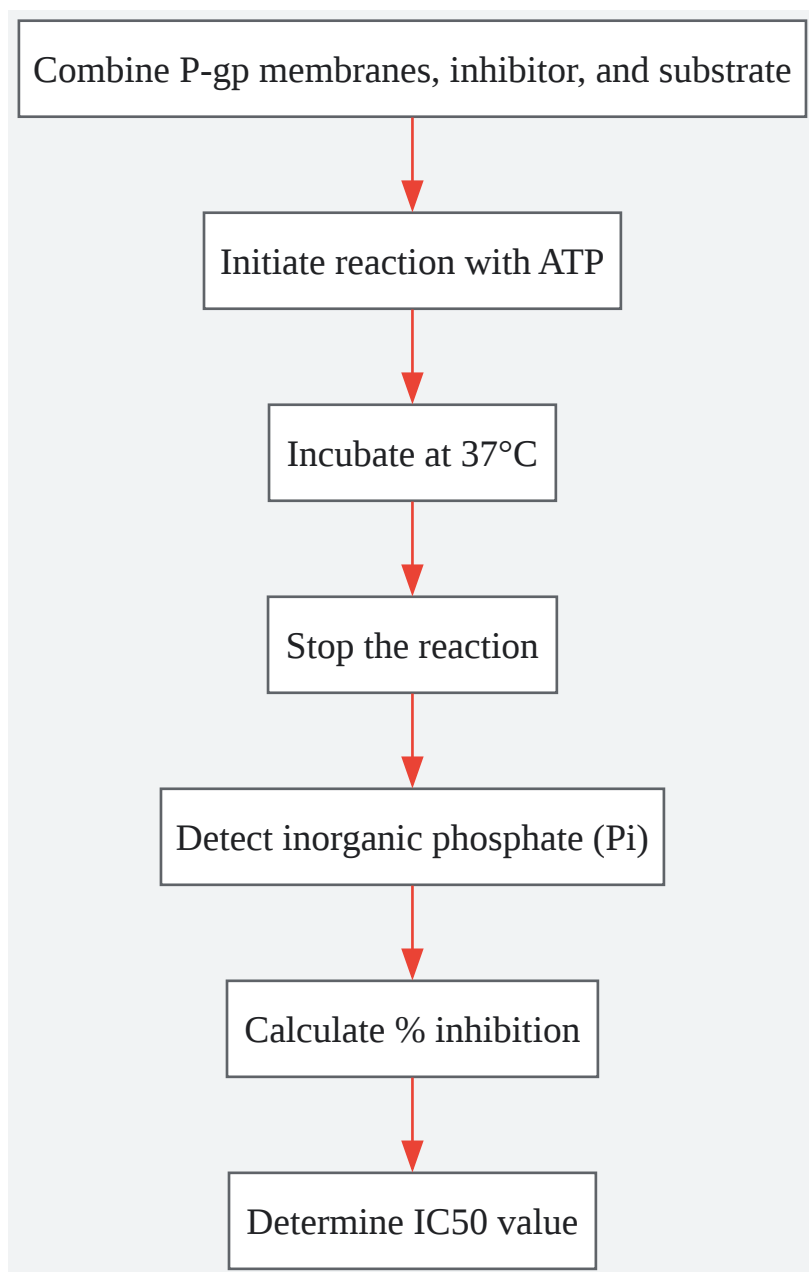 Combine P-gp membranes, inhibitor, and substrate
Initiate reaction with ATP
Incubate at 37°C
Stop the reaction
Detect inorganic phosphate (Pi)
Calculate % inhibition
Determine IC50 value